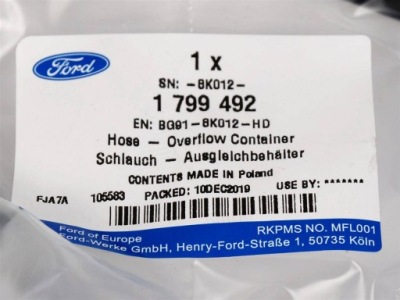 Ford
1 x
SN: -8K012-
1 799 492
EN: BG91-8K012-HD
Hose - Overflow Container
Schlauch - Ausgleichbehälter
CONTENTS MADE IN Poland
FJA7A 105583 PACKED: 10DEC2019 USE BY: *******
Ford of Europe
Ford-Werke GmbH, Henry-Ford-Straße 1, 50735 Köln
RKPMS NO. MFL001